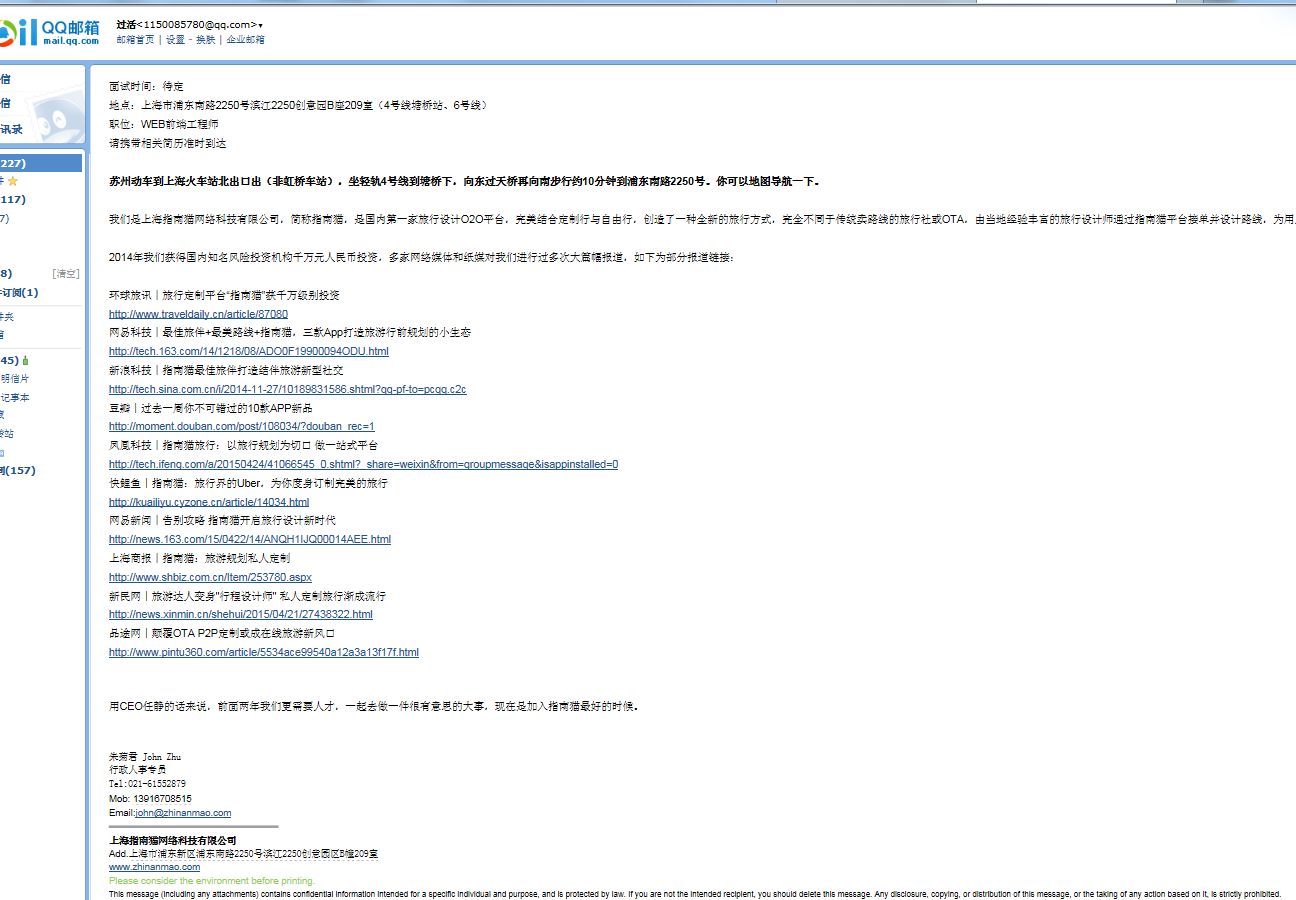 QQ邮箱
mail.qq.com
过活<1150085780@qq.com>
邮箱首页 | 设置 - 换肤 | 企业邮箱
信
信
讯录
227)
117)
7)
8) [清空]
订阅(1)
件夹
45)
明信片
记事本
(157)
面试时间：待定
地点：上海市浦东南路2250号滨江2250创意园B座209室（4号线塘桥站、6号线）
职位：WEB前端工程师
请携带相关简历准时到达
苏州动车到上海火车站北出口出（非虹桥车站），坐轻轨4号线到塘桥下，向东过天桥再向南步行约10分钟到浦东南路2250号。你可以地图导航一下。
我们是上海指南猫网络科技有限公司，简称指南猫，是国内第一家旅行设计O2O平台，完美结合定制行与自由行，创造了一种全新的旅行方式，完全不同于传统卖路线的旅行社或OTA，由当地经验丰富的旅行设计师通过指南猫平台接单并设计路线，为用
2014年我们获得国内知名风险投资机构千万元人民币投资，多家网络媒体和纸媒对我们进行过多次大篇幅报道，如下为部分报道链接：
环球旅讯丨旅行定制平台“指南猫”获千万级别投资
http://www.traveldaily.cn/article/87080
网易科技丨最佳旅伴+最美路线+指南猫，三款App打造旅游行前规划的小生态
http://tech.163.com/14/1218/08/ADO0F19900094ODU.html
新浪科技丨指南猫最佳旅伴打造结伴旅游新型社交
http://tech.sina.com.cn/i/2014-11-27/10189831586.shtml?qq-pf-to=pcqq.c2c
豆瓣丨过去一周你不可错过的10款APP新品
http://moment.douban.com/post/108034/?douban_rec=1
凤凰科技丨指南猫旅行：以旅行规划为切口 做一站式平台
http://tech.ifeng.com/a/20150424/41066545_0.shtml?_share=weixin&from=groupmessage&isappinstalled=0
快鲤鱼丨指南猫：旅行界的Uber，为你度身订制完美的旅行
http://kuailiyu.cyzone.cn/article/14034.html
网易新闻丨告别攻略 指南猫开启旅行设计新时代
http://news.163.com/15/0422/14/ANQH1IJQ00014AEE.html
上海商报丨指南猫：旅游规划私人定制
http://www.shbiz.com.cn/Item/253780.aspx
新民网丨旅游达人变身"行程设计师" 私人定制旅行渐成流行
http://news.xinmin.cn/shehui/2015/04/21/27438322.html
品途网丨颠覆OTA P2P定制或成在线旅游新风口
http://www.pintu360.com/article/5534ace99540a12a3a13f17f.html
用CEO任静的话来说，前面两年我们更需要人才，一起去做一件很有意思的大事，现在是加入指南猫最好的时候。
朱菊君 John Zhu
行政人事专员
Tel:021-61552879
Mob: 13916708515
Email:john@zhinanmao.com
上海指南猫网络科技有限公司
Add.上海市浦东新区浦东南路2250号滨江2250创意园区B幢209室
www.zhinanmao.com
Please consider the environment before printing.
This message (including any attachments) contains confidential information intended for a specific individual and purpose, and is protected by law. If you are not the intended recipient, you should delete this message. Any disclosure, copying, or distribution of this message, or the taking of any action based on it, is strictly prohibited.